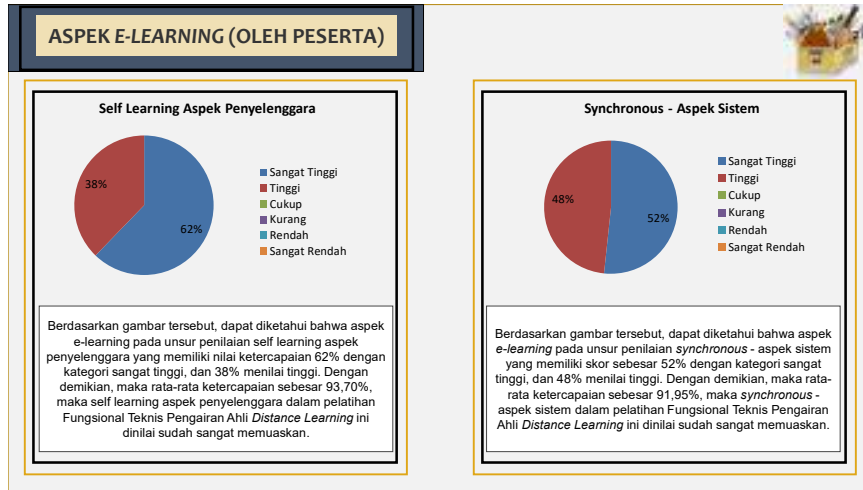 ASPEK E-LEARNING (OLEH PESERTA)
Self Learning Aspek Penyelenggara
38%
62%
Sangat Tinggi
Tinggi
Cukup
Kurang
Rendah
Sangat Rendah
Berdasarkan gambar tersebut, dapat diketahui bahwa aspek
e-learning pada unsur penilaian self learning aspek
penyelenggara yang memiliki nilai ketercapaian 62% dengan
kategori sangat tinggi, dan 38% menilai tinggi. Dengan
demikian, maka rata-rata ketercapaian sebesar 93,70%,
maka self learning aspek penyelenggara dalam pelatihan
Fungsional Teknis Pengairan Ahli Distance Learning ini
dinilai sudah sangat memuaskan.
Synchronous - Aspek Sistem
48%
52%
Sangat Tinggi
Tinggi
Cukup
Kurang
Rendah
Sangat Rendah
Berdasarkan gambar tersebut, dapat diketahui bahwa aspek
e-learning pada unsur penilaian synchronous - aspek sistem
yang memiliki skor sebesar 52% dengan kategori sangat
tinggi, dan 48% menilai tinggi. Dengan demikian, maka rata-
rata ketercapaian sebesar 91,95%, maka synchronous -
aspek sistem dalam pelatihan Fungsional Teknis Pengairan
Ahli Distance Learning ini dinilai sudah sangat memuaskan.